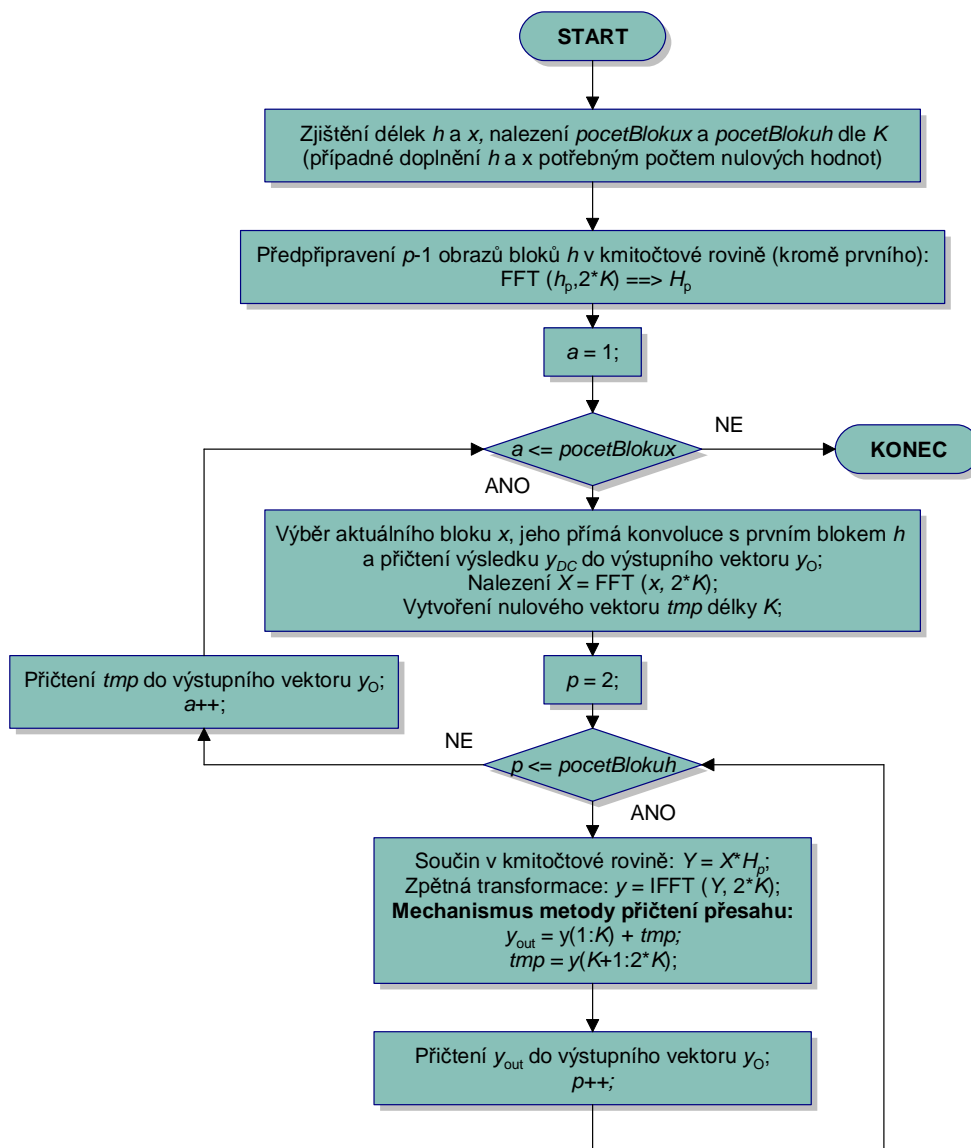 START
Zjištění délek h a x, nalezení pocetBlokux a pocetBlokuh dle K
(případné doplnění h a x potřebným počtem nulových hodnot)
Předpřipravení p-1 obrazů bloků h v kmitočtové rovině (kromě prvního):
FFT (hp,2*K) ==> Hp
a = 1;
a <= pocetBlokux
NE
KONEC
ANO
Výběr aktuálního bloku x, jeho přímá konvoluce s prvním blokem h
a přičtení výsledku yDC do výstupního vektoru yO;
Nalezení X = FFT (x, 2*K);
Vytvoření nulového vektoru tmp délky K;
Přičtení tmp do výstupního vektoru yO;
a++;
p = 2;
NE
p <= pocetBlokuh
ANO
Součin v kmitočtové rovině: Y = X*Hp;
Zpětná transformace: y = IFFT (Y, 2*K);
Mechanismus metody přičtení přesahu:
yout = y(1:K) + tmp;
tmp = y(K+1:2*K);
Přičtení yout do výstupního vektoru yO;
p++;